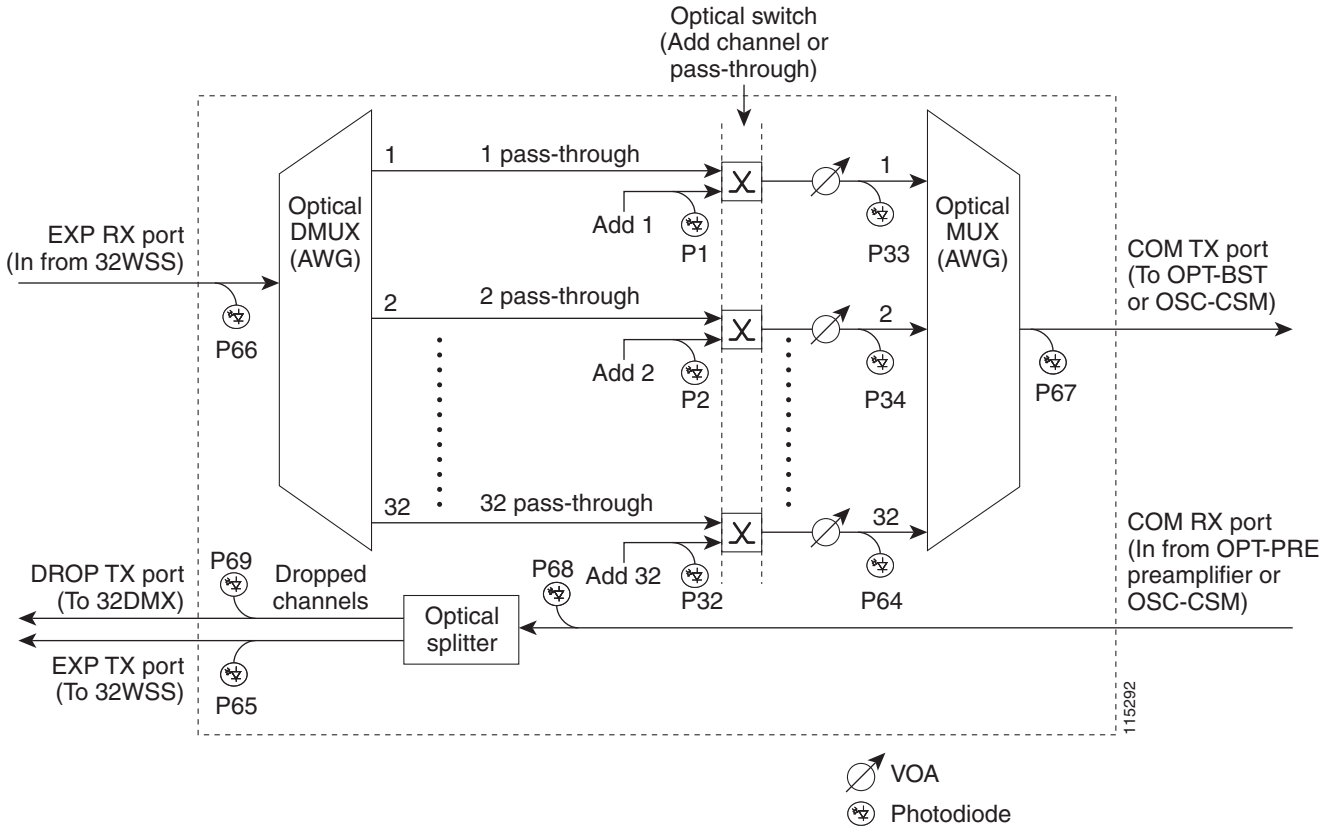 Optical switch
(Add channel or
pass-through)
1
1 pass-through
Optical
DMUX
(AWG)
Add 1
P1
1
P33
Optical
MUX
(AWG)
EXP RX port
(In from 32WSS)
P66
COM TX port
(To OPT-BST
or OSC-CSM)
2
2 pass-through
Add 2
P2
2
P34
P67
32
32 pass-through
Add 32
P32
32
P64
COM RX port
(In from OPT-PRE
preamplifier or
OSC-CSM)
P69
Dropped
channels
P68
DROP TX port
(To 32DMX)
Optical
splitter
EXP TX port
(To 32WSS)
P65
115292
VOA
Photodiode